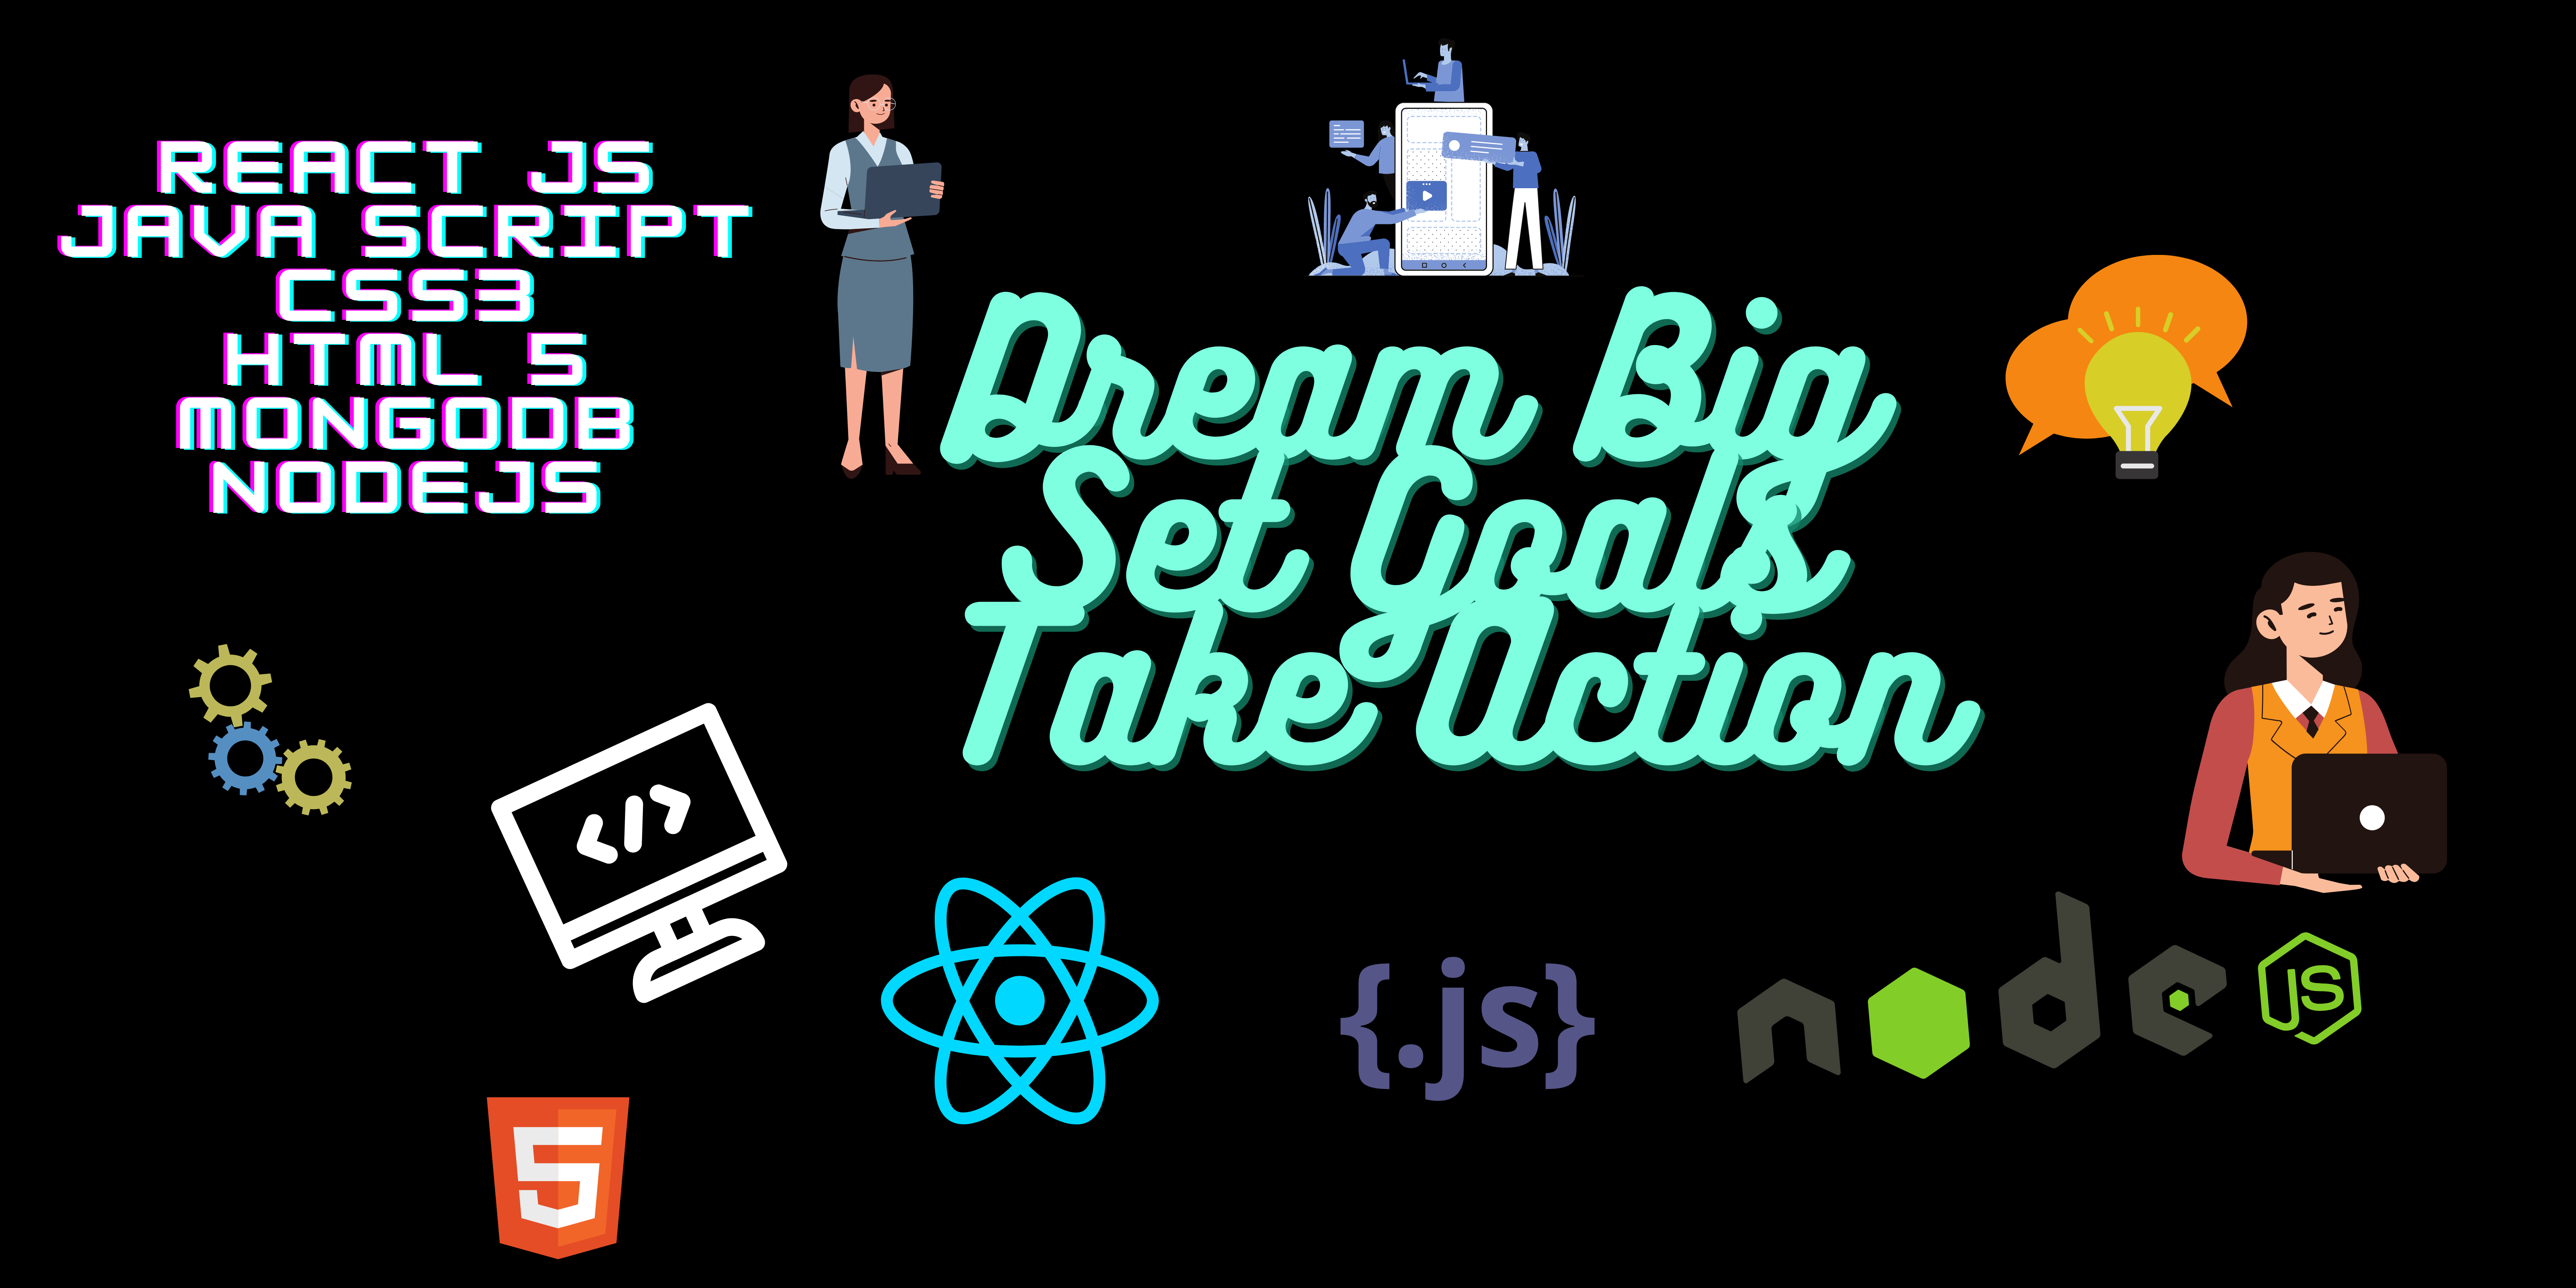 REACT JS
JAVA SCRIPT
CSS3
HTML 5
MONGODB
NODEJS
Dream Big
Set Goals
Take Action
</>
{.js}
node JS
5